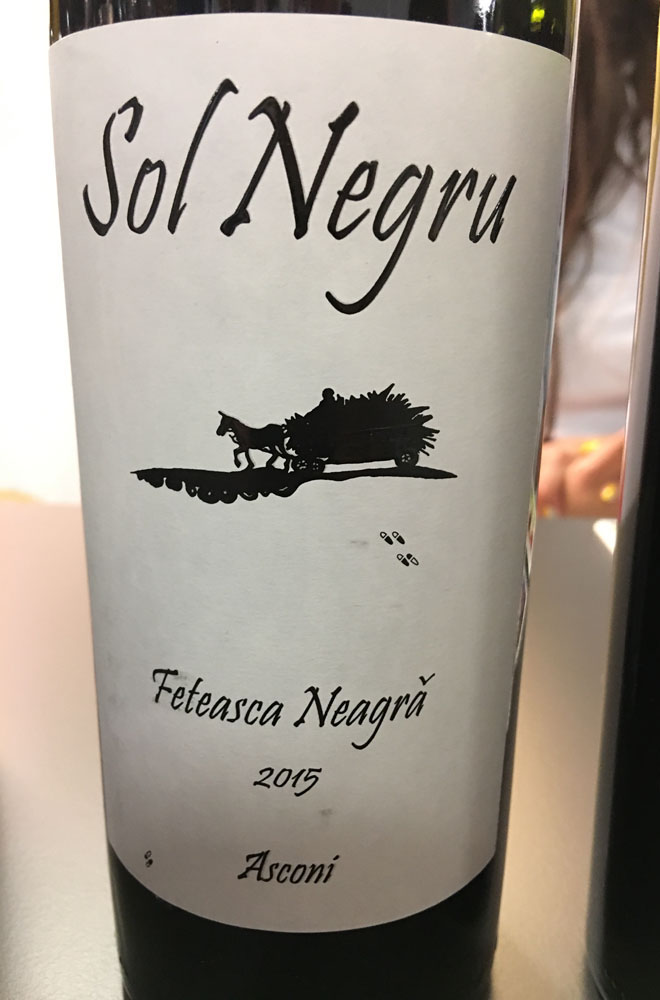 Sol Negru
Feteasca Neagră
2015
Asconi